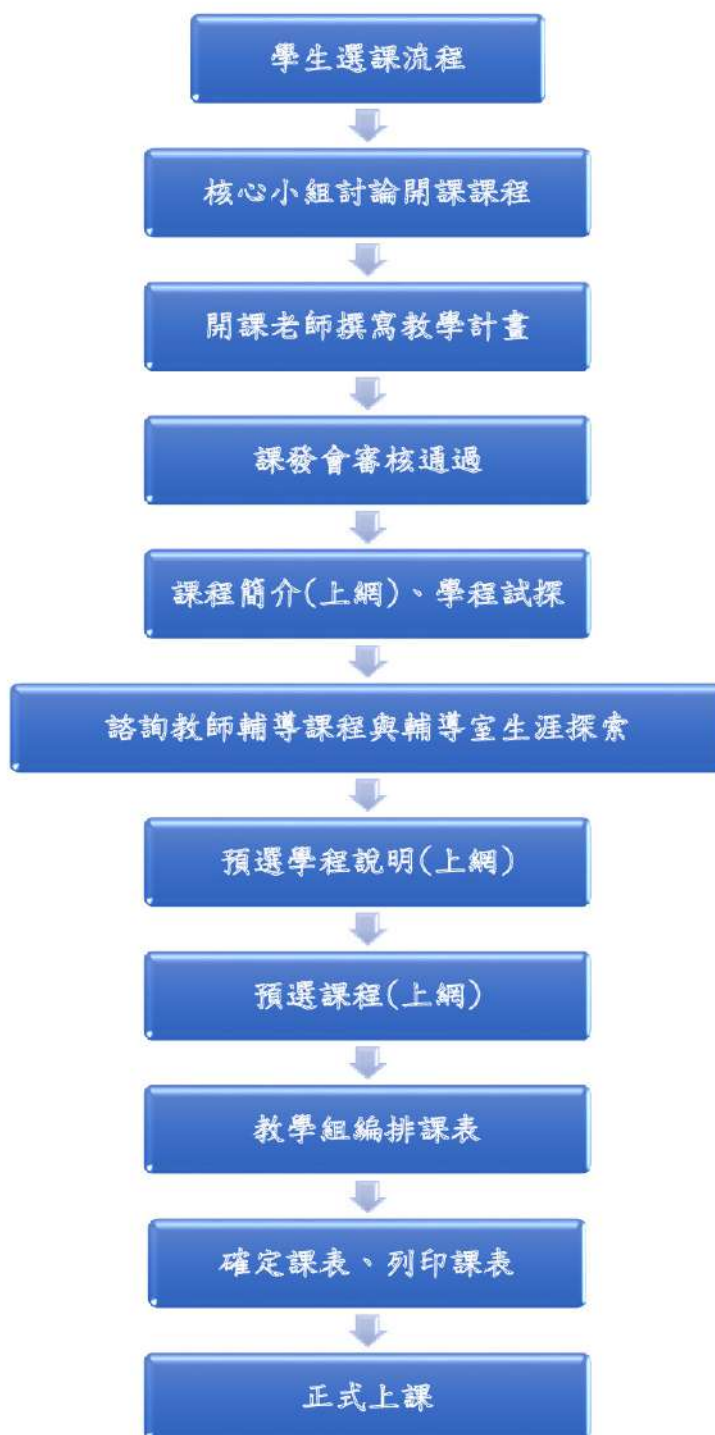 學生選課流程
核心小組討論開課課程
開課老師撰寫教學計畫
課發會審核通過
課程簡介(上網)、學程試探
諮詢教師輔導課程與輔導室生涯探索
預選學程說明(上網)
預選課程(上網)
教學組編排課表
確定課表、列印課表
正式上課